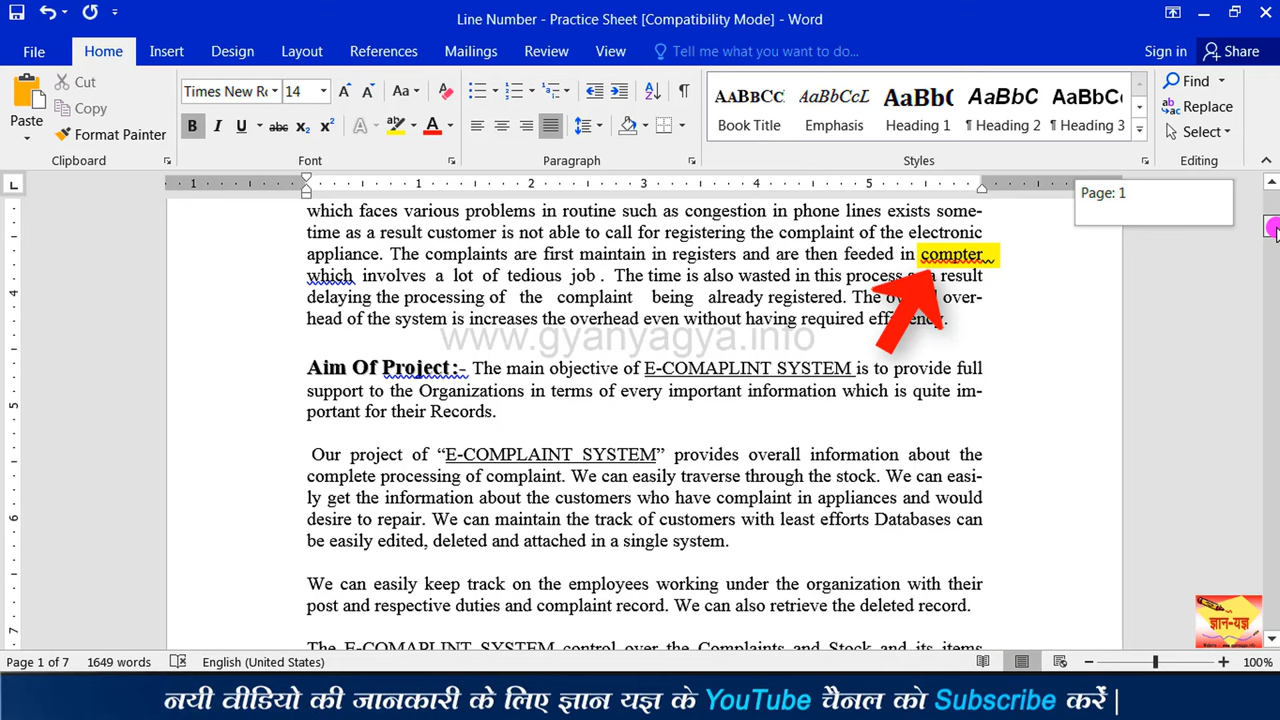 Line Number - Practice Sheet [Compatibility Mode] - Word
File Home Insert Design Layout References Mailings Review View Tell me what you want to do... Sign in Share
Paste
Cut
Copy
Format Painter
Clipboard
Times New Ro 14
Font
Paragraph
AABBCC AaBbCcL AaBb( AaBbC AaBbCc
Book Title Emphasis Heading 1 ¶ Heading 2 ¶ Heading 3
Styles
Find
Replace
Select
Editing
1 1 2 3 4 5
Page: 1
which faces various problems in routine such as congestion in phone lines exists some-
time as a result customer is not able to call for registering the complaint of the electronic
appliance. The complaints are first maintain in registers and are then feeded in compter
which involves a lot of tedious job . The time is also wasted in this process a result
delaying the processing of the complaint being already registered. The over-
head of the system is increases the overhead even without having required efficiency.
www.gyanyagya.info
Aim Of Project:- The main objective of E-COMAPLINT SYSTEM is to provide full
support to the Organizations in terms of every important information which is quite im-
portant for their Records.
Our project of “E-COMPLAINT SYSTEM” provides overall information about the
complete processing of complaint. We can easily traverse through the stock. We can easi-
ly get the information about the customers who have complaint in appliances and would
desire to repair. We can maintain the track of customers with least efforts Databases can
be easily edited, deleted and attached in a single system.
We can easily keep track on the employees working under the organization with their
post and respective duties and complaint record. We can also retrieve the deleted record.
The E-COMAPLINT SYSTEM control over the Complaints and Stock and its items
5
6
7
ज्ञान-यज्ञ
Page 1 of 7 1649 words English (United States) 100%
नयी वीडियो की जानकारी के लिए ज्ञान यज्ञ के YouTube चैनल को Subscribe करें |